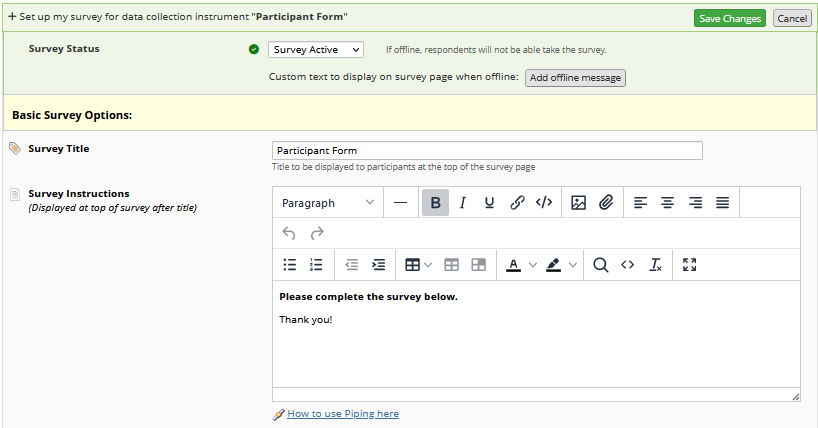 Set up my survey for data collection instrument "Participant Form"
Save Changes
Cancel
Survey Status
Survey Active
If offline, respondents will not be able take the survey.
Custom text to display on survey page when offline:
Add offline message
Basic Survey Options:
Survey Title
Participant Form
Title to be displayed to participants at the top of the survey page
Survey Instructions
(Displayed at top of survey after title)
Paragraph
B I U
A
Please complete the survey below.
Thank you!
How to use Piping here